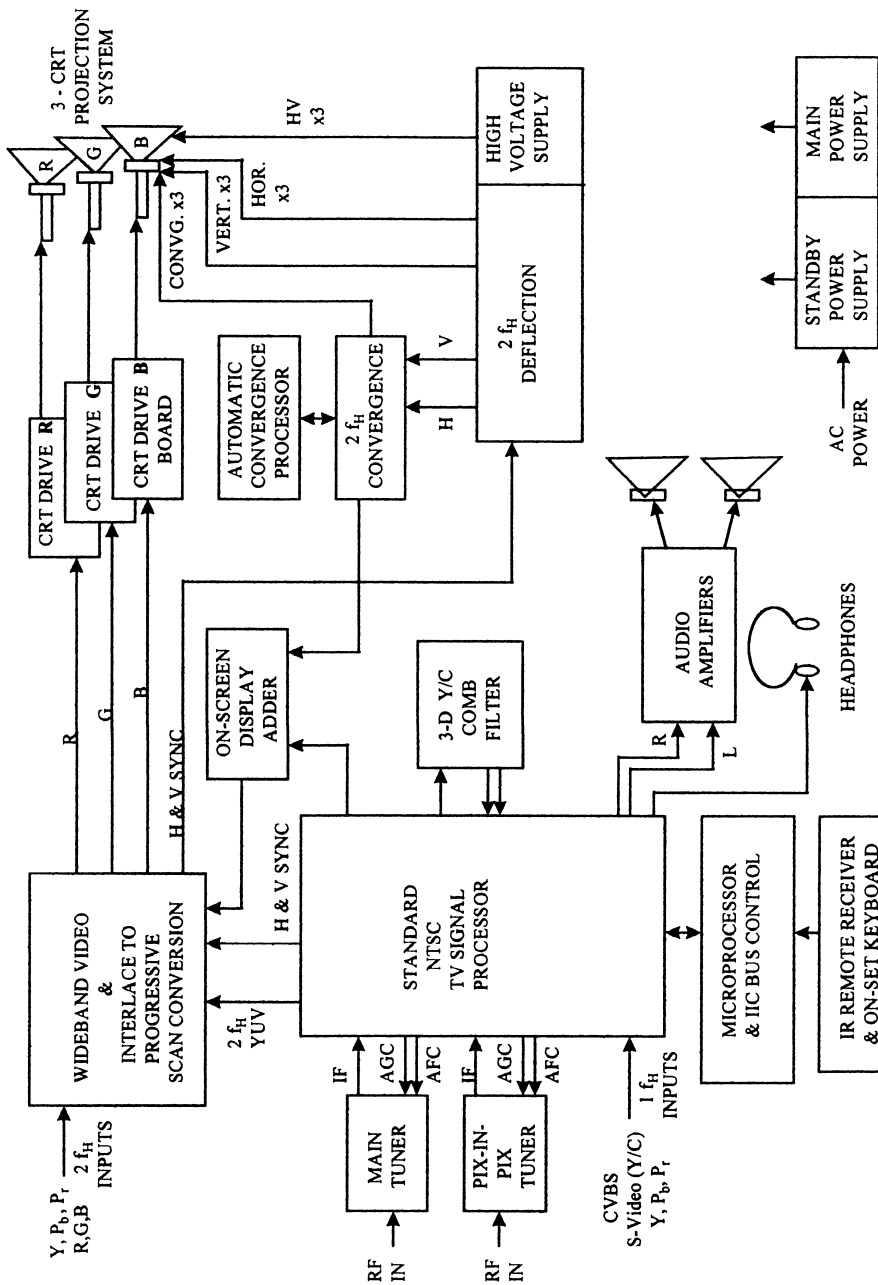 Y, Pb, Pr
R,G,B
2 fH
INPUTS
WIDEBAND VIDEO
&
INTERLACE TO
PROGRESSIVE
SCAN CONVERSION
R
G
B
H & V SYNC
CRT DRIVE R
CRT DRIVE G
CRT DRIVE B
BOARD
R
G
B
3 - CRT
PROJECTION
SYSTEM
CONVG. x3
VERT. x3
HOR.
x3
HV
x3
AUTOMATIC
CONVERGENCE
PROCESSOR
2 fH
CONVERGENCE
H
V
2 fH
DEFLECTION
HIGH
VOLTAGE
SUPPLY
ON-SCREEN
DISPLAY
ADDER
2 fH
YUV
H & V SYNC
RF
IN
MAIN
TUNER
IF
AGC
AFC
RF
IN
PIX-IN-
PIX
TUNER
IF
AGC
AFC
CVBS
S-Video (Y/C)
Y, Pb, Pr
1 fH
INPUTS
STANDARD
NTSC
TV SIGNAL
PROCESSOR
3-D Y/C
COMB
FILTER
R
L
AUDIO
AMPLIFIERS
HEADPHONES
MICROPROCESSOR
& IIC BUS CONTROL
IR REMOTE RECEIVER
& ON-SET KEYBOARD
AC
POWER
STANDBY
POWER
SUPPLY
MAIN
POWER
SUPPLY